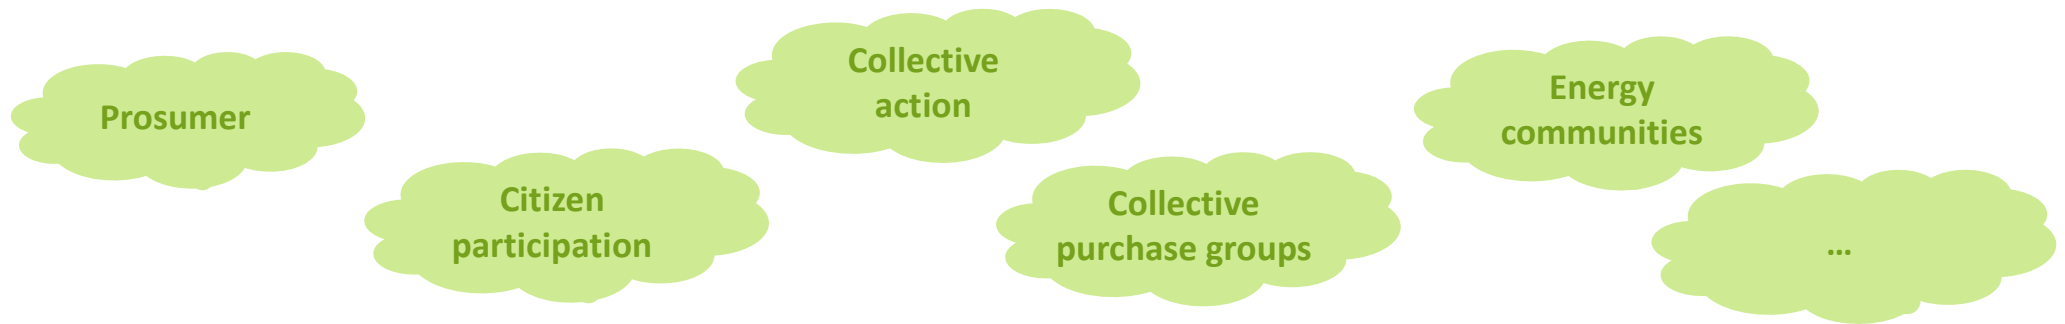 Prosumer
Citizen
participation
Collective
action
Collective
purchase groups
Energy
communities
...